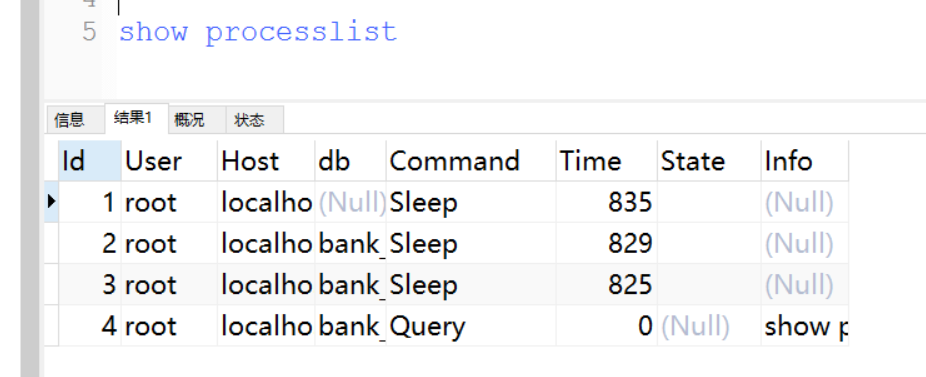 4
5 show processlist
信息 结果1 概况 状态
Id User Host db Command Time State Info
1 root localho (Null) Sleep 835 (Null)
2 root localho bank_ Sleep 829 (Null)
3 root localho bank_ Sleep 825 (Null)
4 root localho bank_ Query 0 (Null) show p